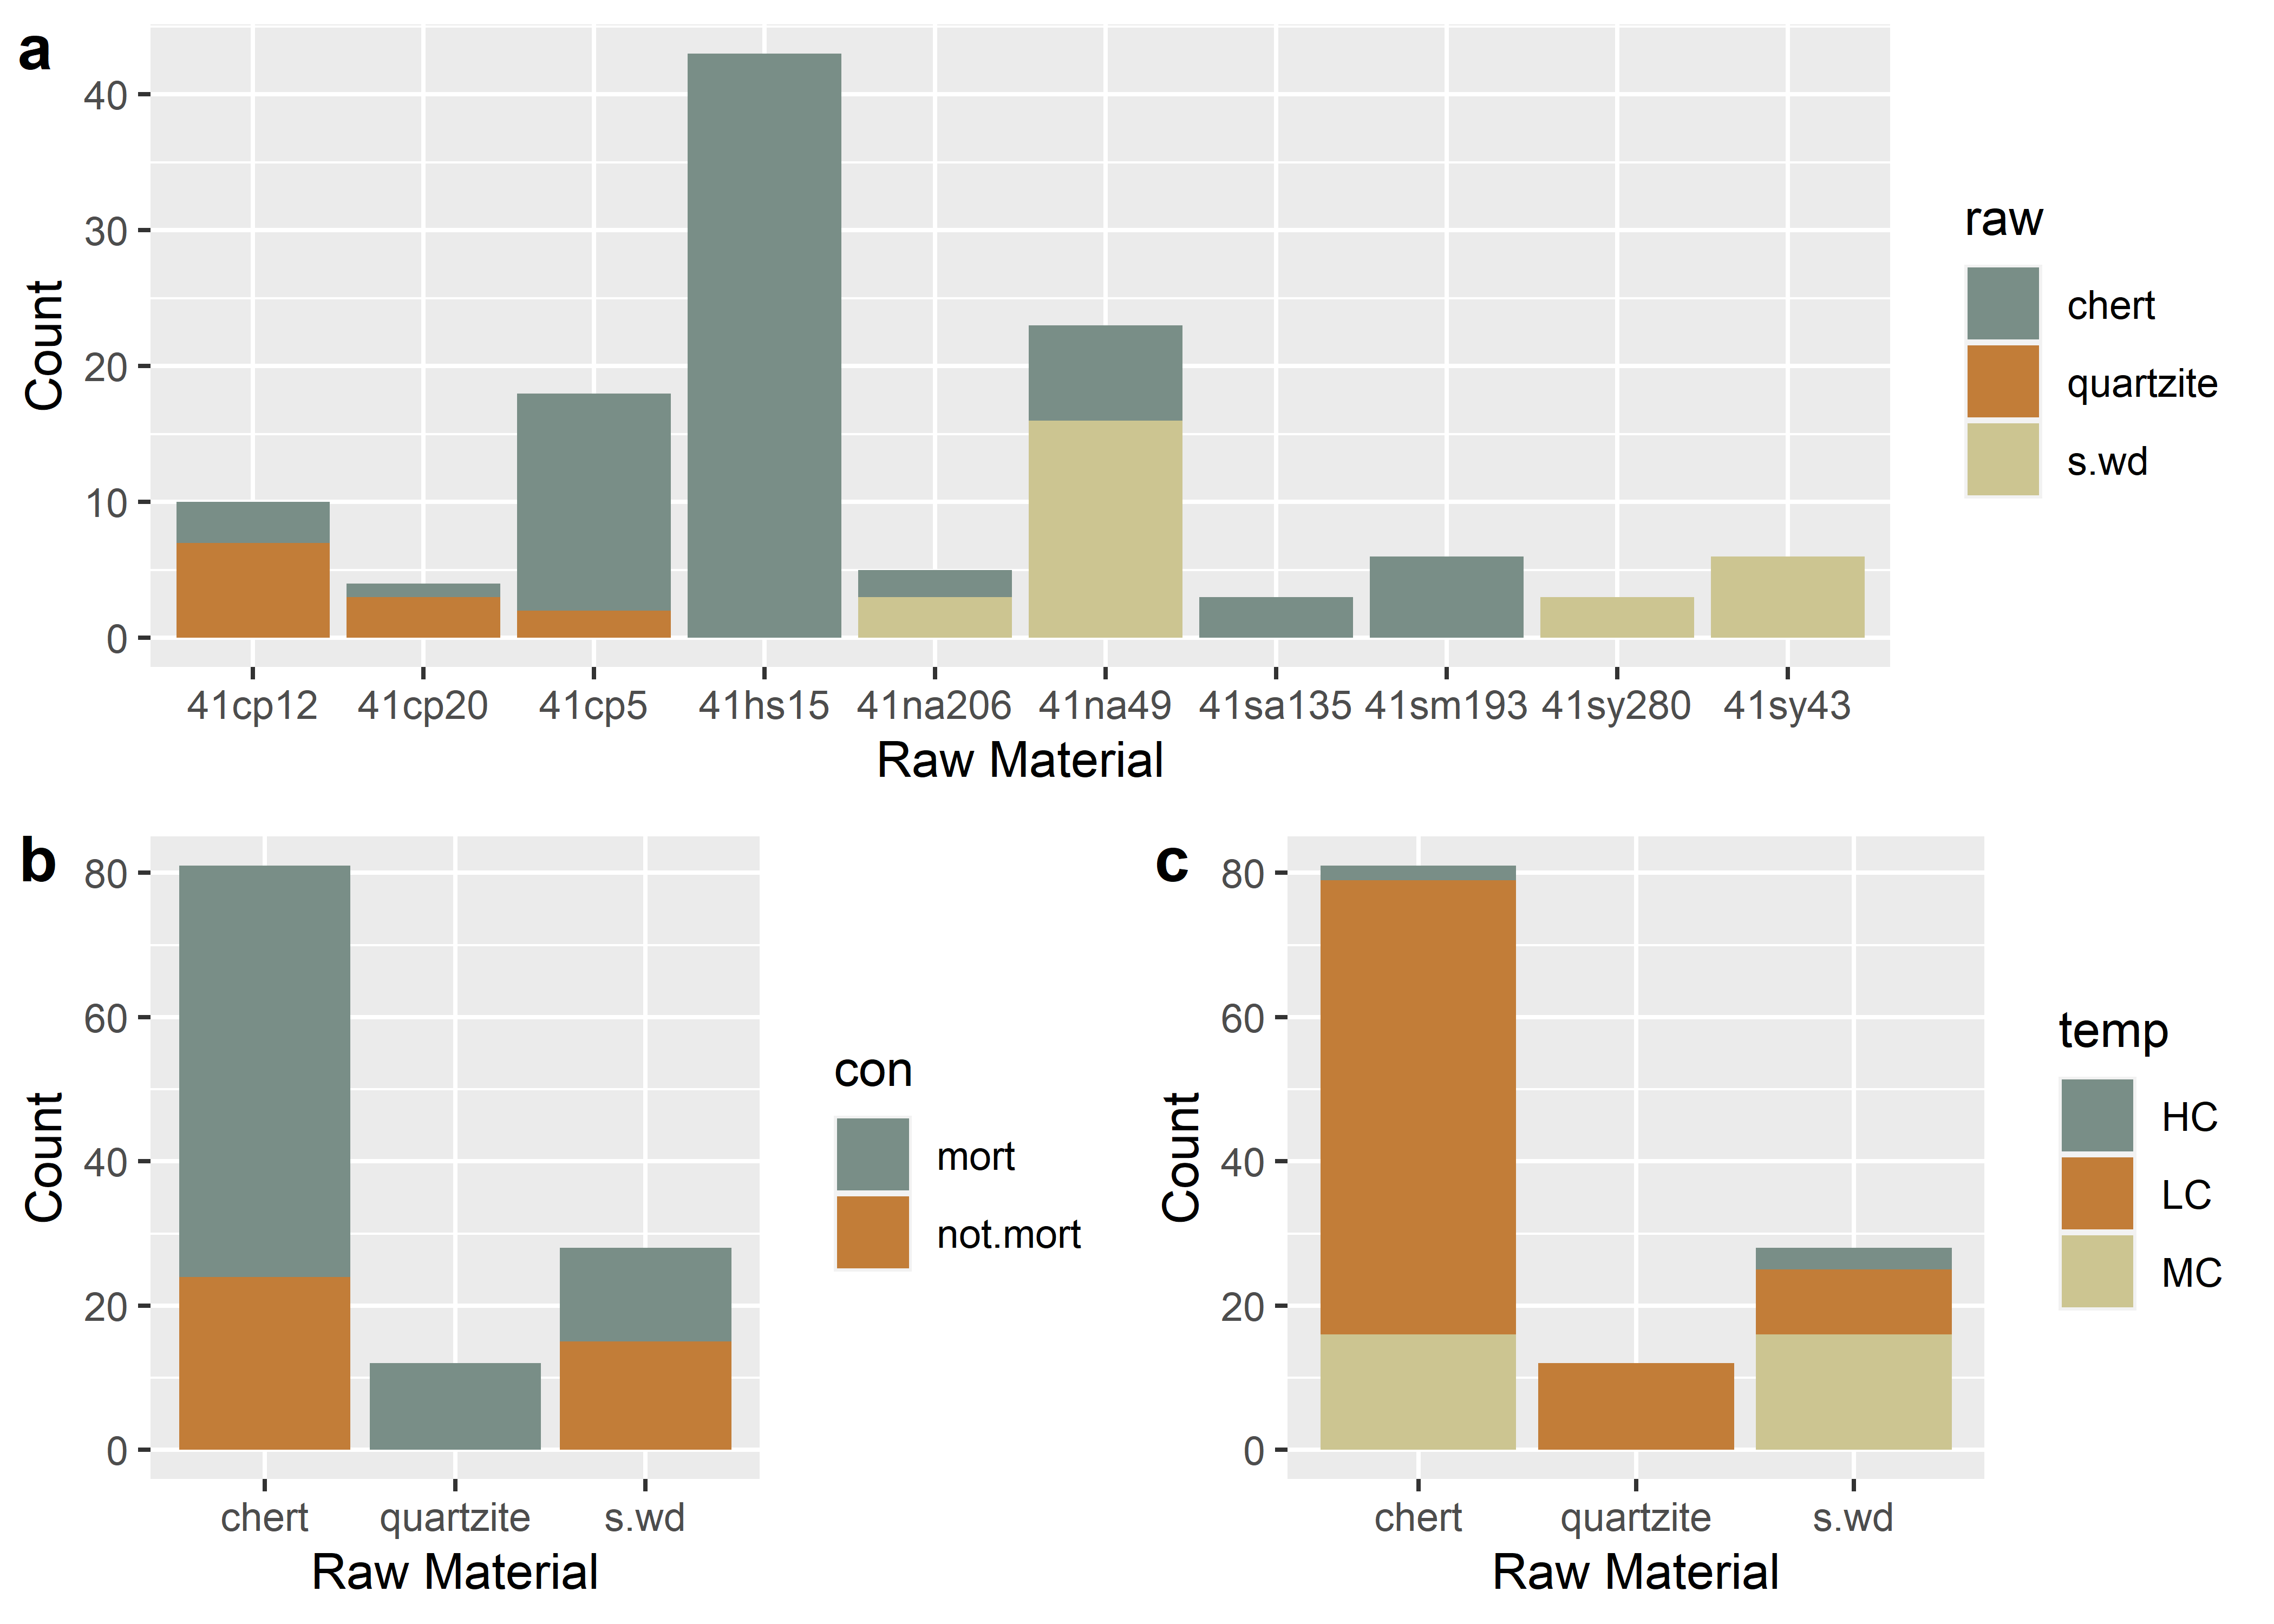 a
Count
40
30
20
10
0
41cp12 41cp20 41cp5 41hs15 41na206 41na49 41sa135 41sm193 41sy280 41sy43
Raw Material
raw
chert
quartzite
s.wd
b
Count
80
60
40
20
0
chert quartzite s.wd
Raw Material
con
mort
not.mort
c
Count
80
60
40
20
0
chert quartzite s.wd
Raw Material
temp
HC
LC
MC